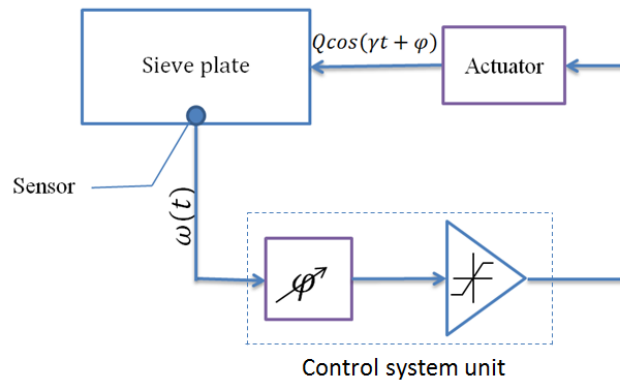 Qcos(γt + φ)
Sieve plate
Actuator
Sensor
ω(t)
φ
Control system unit